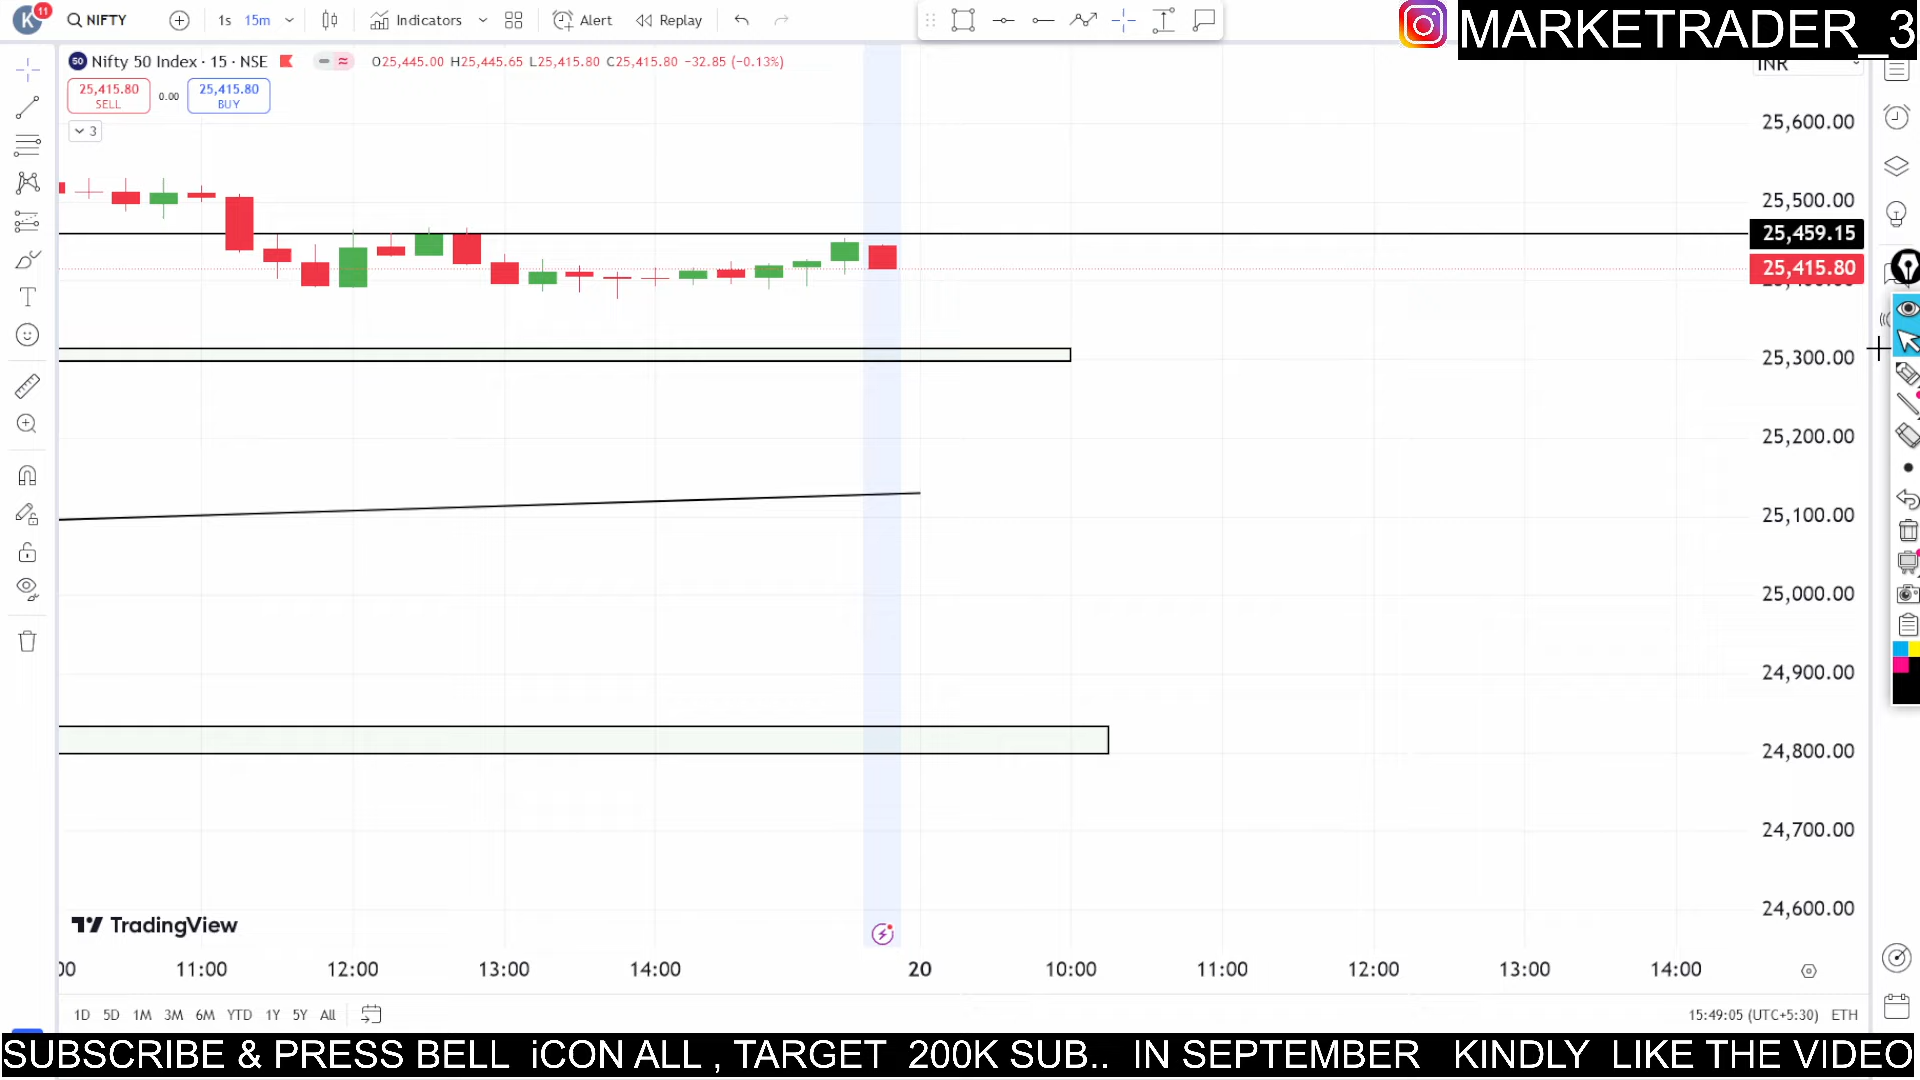 K 11 NIFTY 1s 15m Indicators Alert Replay
MARKETRADER_3
50 Nifty 50 Index · 15 · NSE O25,445.00 H25,445.65 L25,415.80 C25,415.80 −32.85 (−0.13%)
INR
25,415.80 SELL 0.00 25,415.80 BUY
3
25,600.00
25,500.00
25,459.15
25,415.80
25,300.00
25,200.00
25,100.00
25,000.00
24,900.00
24,800.00
24,700.00
24,600.00
TradingView
00 11:00 12:00 13:00 14:00 20 10:00 11:00 12:00 13:00 14:00
1D 5D 1M 3M 6M YTD 1Y 5Y All 15:49:05 (UTC+5:30) ETH
SUBSCRIBE & PRESS BELL iCON ALL , TARGET 200K SUB.. IN SEPTEMBER KINDLY LIKE THE VIDEO